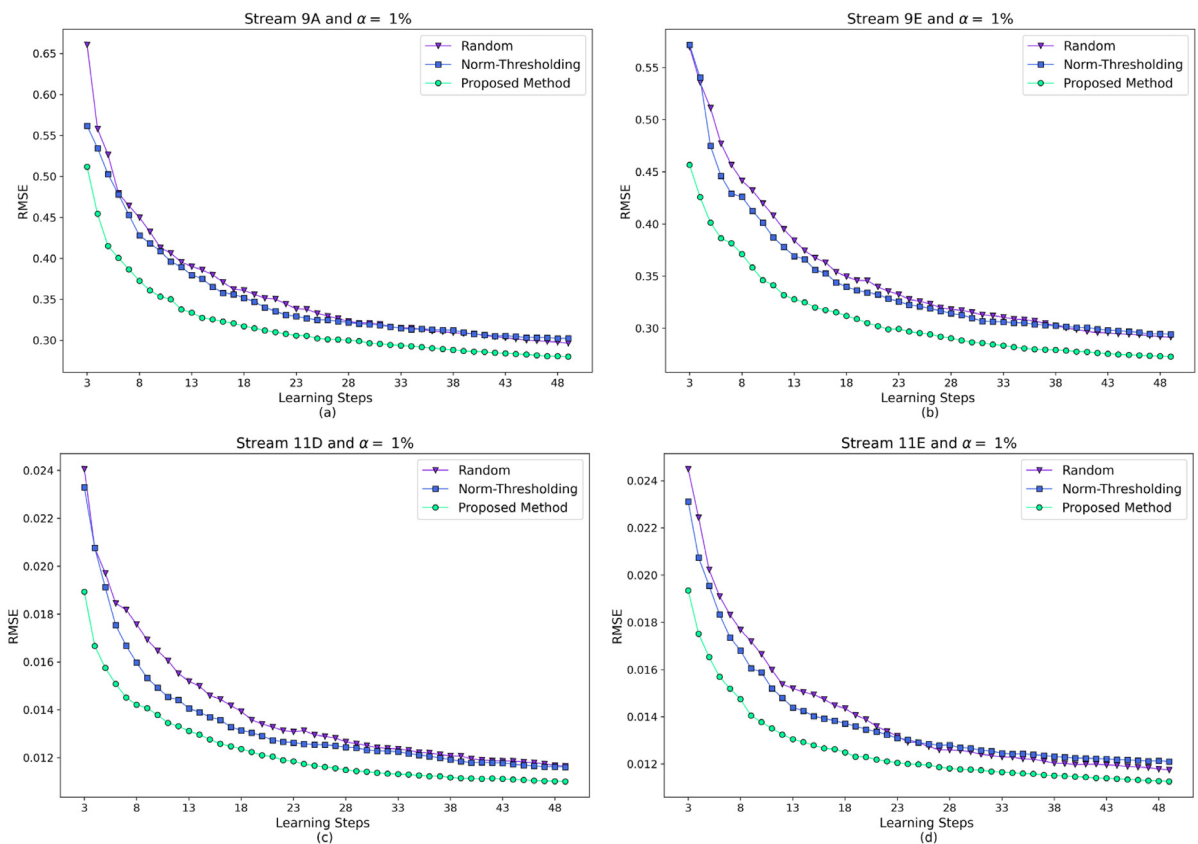 Stream 9A and α = 1%
0.65
0.60
0.55
0.50
0.45
0.40
0.35
0.30
RMSE
Random
Norm-Thresholding
Proposed Method
3 8 13 18 23 28 33 38 43 48
Learning Steps
(a)
Stream 9E and α = 1%
0.55
0.50
0.45
0.40
0.35
0.30
RMSE
Random
Norm-Thresholding
Proposed Method
3 8 13 18 23 28 33 38 43 48
Learning Steps
(b)
Stream 11D and α = 1%
0.024
0.022
0.020
0.018
0.016
0.014
0.012
RMSE
Random
Norm-Thresholding
Proposed Method
3 8 13 18 23 28 33 38 43 48
Learning Steps
(c)
Stream 11E and α = 1%
0.024
0.022
0.020
0.018
0.016
0.014
0.012
RMSE
Random
Norm-Thresholding
Proposed Method
3 8 13 18 23 28 33 38 43 48
Learning Steps
(d)